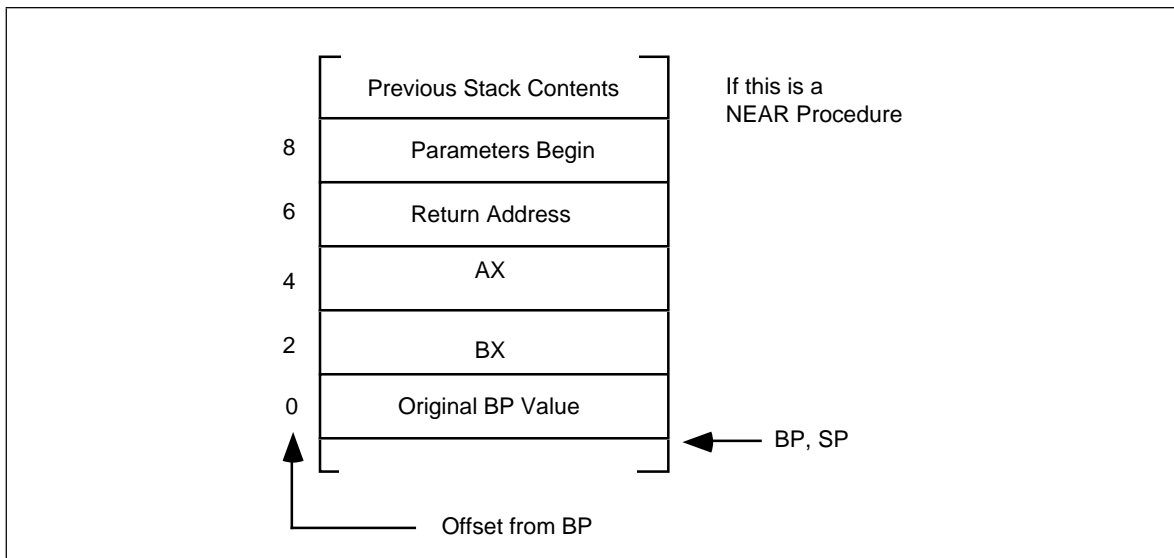 Previous Stack Contents
If this is a
NEAR Procedure
8
Parameters Begin
6
Return Address
4
AX
2
BX
0
Original BP Value
BP, SP
Offset from BP